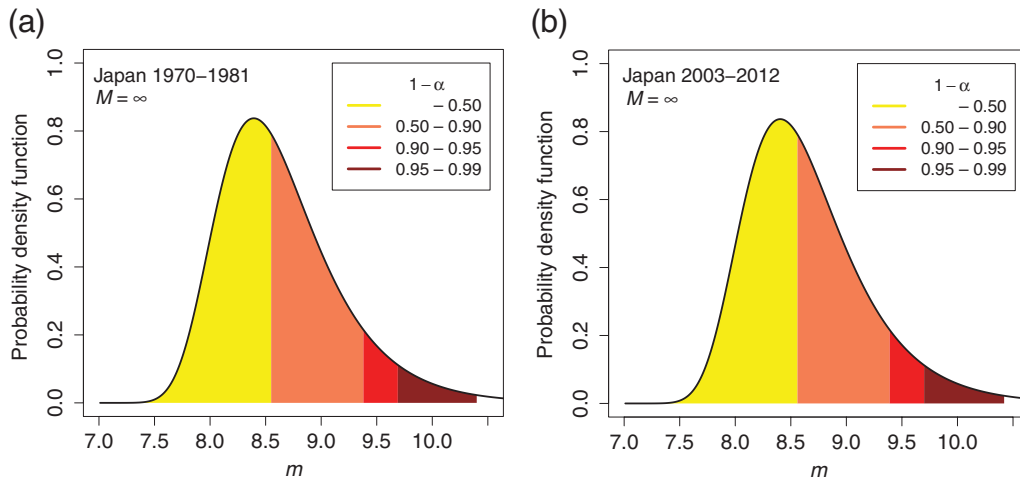 (a)
Japan 1970–1981
M = ∞
1 – α
– 0.50
0.50 – 0.90
0.90 – 0.95
0.95 – 0.99
Probability density function
1.0
0.8
0.6
0.4
0.2
0.0
7.0 7.5 8.0 8.5 9.0 9.5 10.0
m
(b)
Japan 2003–2012
M = ∞
1 – α
– 0.50
0.50 – 0.90
0.90 – 0.95
0.95 – 0.99
Probability density function
1.0
0.8
0.6
0.4
0.2
0.0
7.0 7.5 8.0 8.5 9.0 9.5 10.0
m